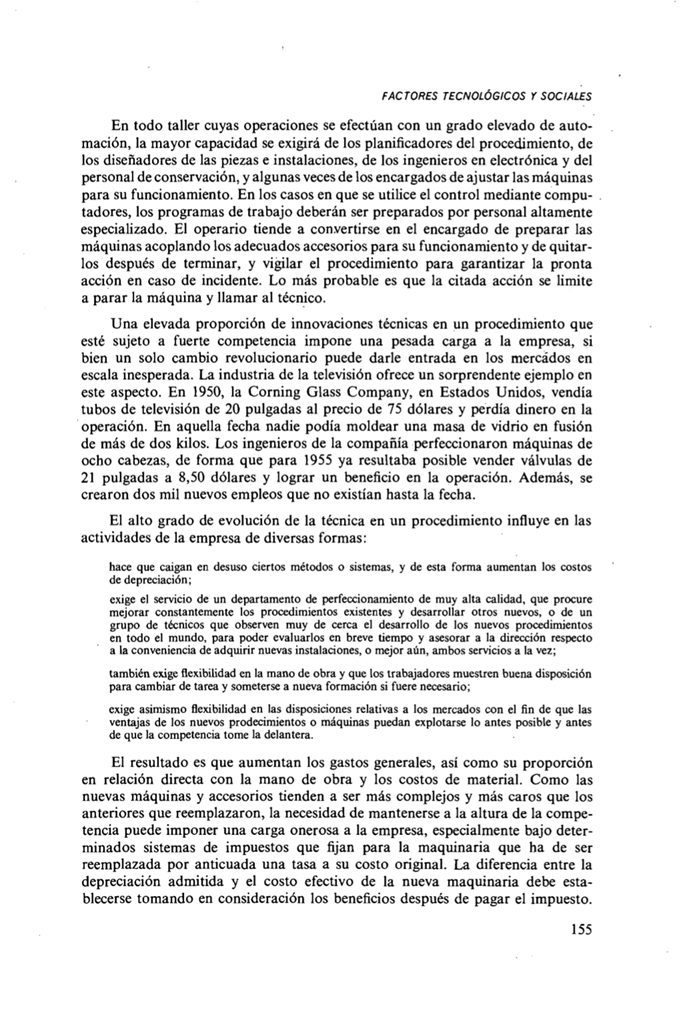 FACTORES TECNOLÓGICOS Y SOCIALES
En todo taller cuyas operaciones se efectúan con un grado elevado de auto-
mación, la mayor capacidad se exigirá de los planificadores del procedimiento, de
los diseñadores de las piezas e instalaciones, de los ingenieros en electrónica y del
personal de conservación, y algunas veces de los encargados de ajustar las máquinas
para su funcionamiento. En los casos en que se utilice el control mediante compu-
tadores, los programas de trabajo deberán ser preparados por personal altamente
especializado. El operario tiende a convertirse en el encargado de preparar las
máquinas acoplando los adecuados accesorios para su funcionamiento y de quitar-
los después de terminar, y vigilar el procedimiento para garantizar la pronta
acción en caso de incidente. Lo más probable es que la citada acción se limite
a parar la máquina y llamar al técnico.
Una elevada proporción de innovaciones técnicas en un procedimiento que
esté sujeto a fuerte competencia impone una pesada carga a la empresa, si
bien un solo cambio revolucionario puede darle entrada en los mercados en
escala inesperada. La industria de la televisión ofrece un sorprendente ejemplo en
este aspecto. En 1950, la Corning Glass Company, en Estados Unidos, vendía
tubos de televisión de 20 pulgadas al precio de 75 dólares y perdía dinero en la
operación. En aquella fecha nadie podía moldear una masa de vidrio en fusión
de más de dos kilos. Los ingenieros de la compañía perfeccionaron máquinas de
ocho cabezas, de forma que para 1955 ya resultaba posible vender válvulas de
21 pulgadas a 8,50 dólares y lograr un beneficio en la operación. Además, se
crearon dos mil nuevos empleos que no existían hasta la fecha.
El alto grado de evolución de la técnica en un procedimiento influye en las
actividades de la empresa de diversas formas:
hace que caigan en desuso ciertos métodos o sistemas, y de esta forma aumentan los costos
de depreciación;
exige el servicio de un departamento de perfeccionamiento de muy alta calidad, que procure
mejorar constantemente los procedimientos existentes y desarrollar otros nuevos, o de un
grupo de técnicos que observen muy de cerca el desarrollo de los nuevos procedimientos
en todo el mundo, para poder evaluarlos en breve tiempo y asesorar a la dirección respecto
a la conveniencia de adquirir nuevas instalaciones, o mejor aún, ambos servicios a la vez;
también exige flexibilidad en la mano de obra y que los trabajadores muestren buena disposición
para cambiar de tarea y someterse a nueva formación si fuere necesario;
exige asimismo flexibilidad en las disposiciones relativas a los mercados con el fin de que las
ventajas de los nuevos prodecimientos o máquinas puedan explotarse lo antes posible y antes
de que la competencia tome la delantera.
El resultado es que aumentan los gastos generales, así como su proporción
en relación directa con la mano de obra y los costos de material. Como las
nuevas máquinas y accesorios tienden a ser más complejos y más caros que los
anteriores que reemplazaron, la necesidad de mantenerse a la altura de la compe-
tencia puede imponer una carga onerosa a la empresa, especialmente bajo deter-
minados sistemas de impuestos que fijan para la maquinaria que ha de ser
reemplazada por anticuada una tasa a su costo original. La diferencia entre la
depreciación admitida y el costo efectivo de la nueva maquinaria debe esta-
blecerse tomando en consideración los beneficios después de pagar el impuesto.
155